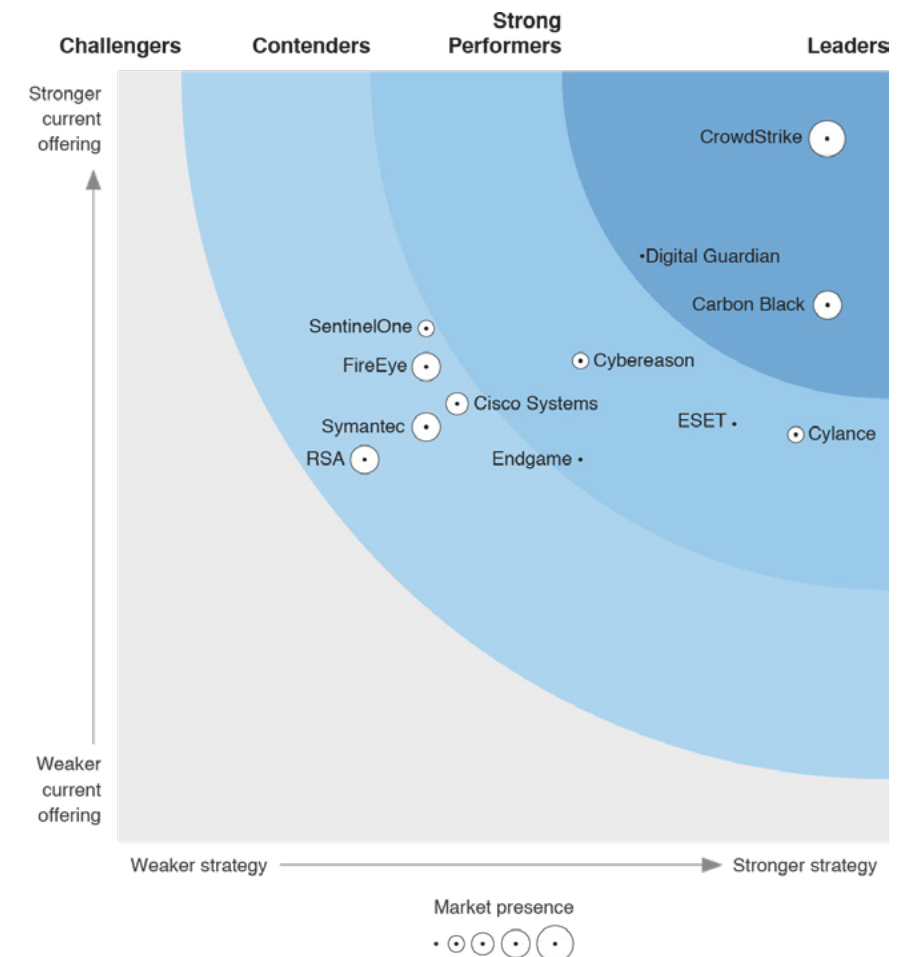 Strong
Challengers Contenders Performers Leaders
Stronger
current
offering
CrowdStrike
Digital Guardian
Carbon Black
SentinelOne
FireEye
Cybereason
Cisco Systems
Symantec
ESET
Cylance
RSA
Endgame
Weaker
current
offering
Weaker strategy
Stronger strategy
Market presence